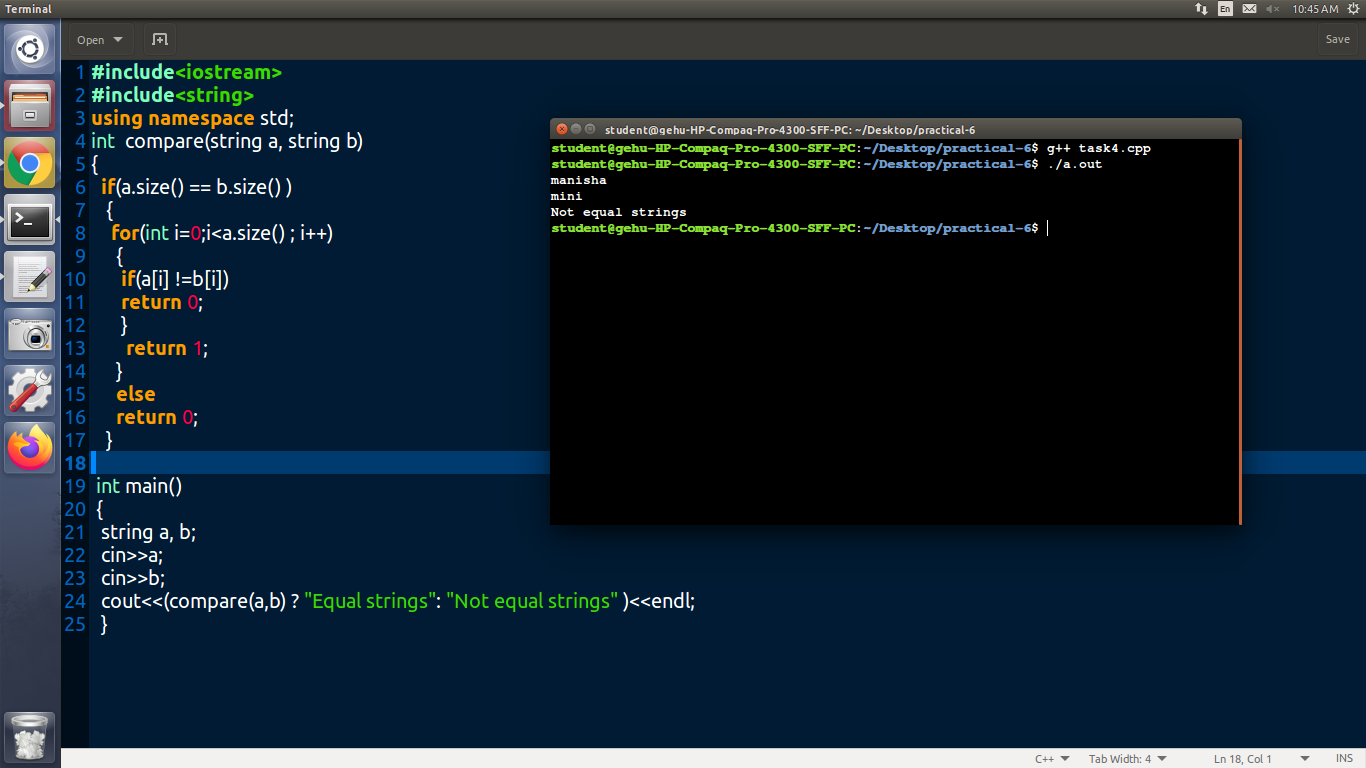 Terminal
En
10:45 AM
Open
Save
1 #include<iostream>
2 #include<string>
3 using namespace std;
4 int  compare(string a, string b)
5 {
6  if(a.size() == b.size() )
7   {
8    for(int i=0;i<a.size() ; i++)
9     {
10      if(a[i] !=b[i])
11      return 0;
12      }
13       return 1;
14     }
15     else
16     return 0;
17   }
18
19 int main()
20 {
21  string a, b;
22  cin>>a;
23  cin>>b;
24  cout<<(compare(a,b) ? "Equal strings": "Not equal strings" )<<endl;
25  }
student@gehu-HP-Compaq-Pro-4300-SFF-PC: ~/Desktop/practical-6
student@gehu-HP-Compaq-Pro-4300-SFF-PC:~/Desktop/practical-6$ g++ task4.cpp
student@gehu-HP-Compaq-Pro-4300-SFF-PC:~/Desktop/practical-6$ ./a.out
manisha
mini
Not equal strings
student@gehu-HP-Compaq-Pro-4300-SFF-PC:~/Desktop/practical-6$
C++
Tab Width: 4
Ln 18, Col 1
INS